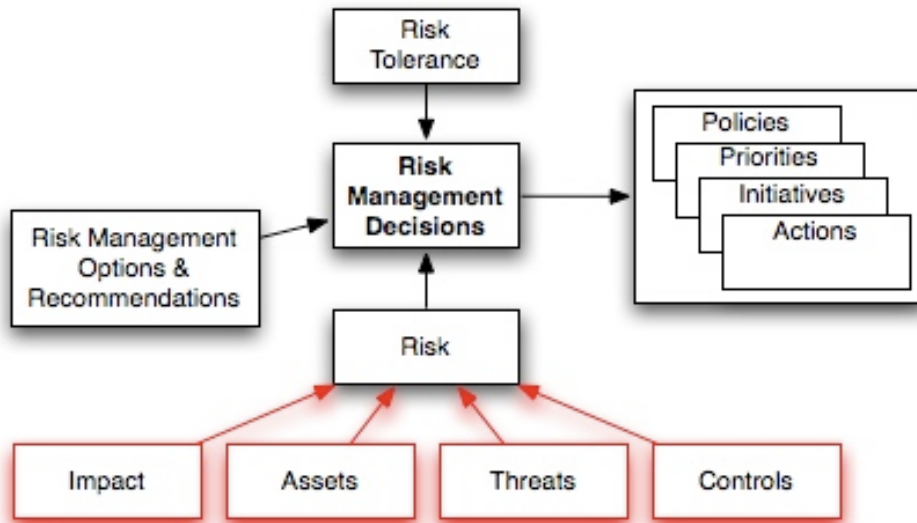 Risk
Tolerance
Policies
Priorities
Initiatives
Actions
Risk
Management
Decisions
Risk Management
Options &
Recommendations
Risk
Impact
Assets
Threats
Controls